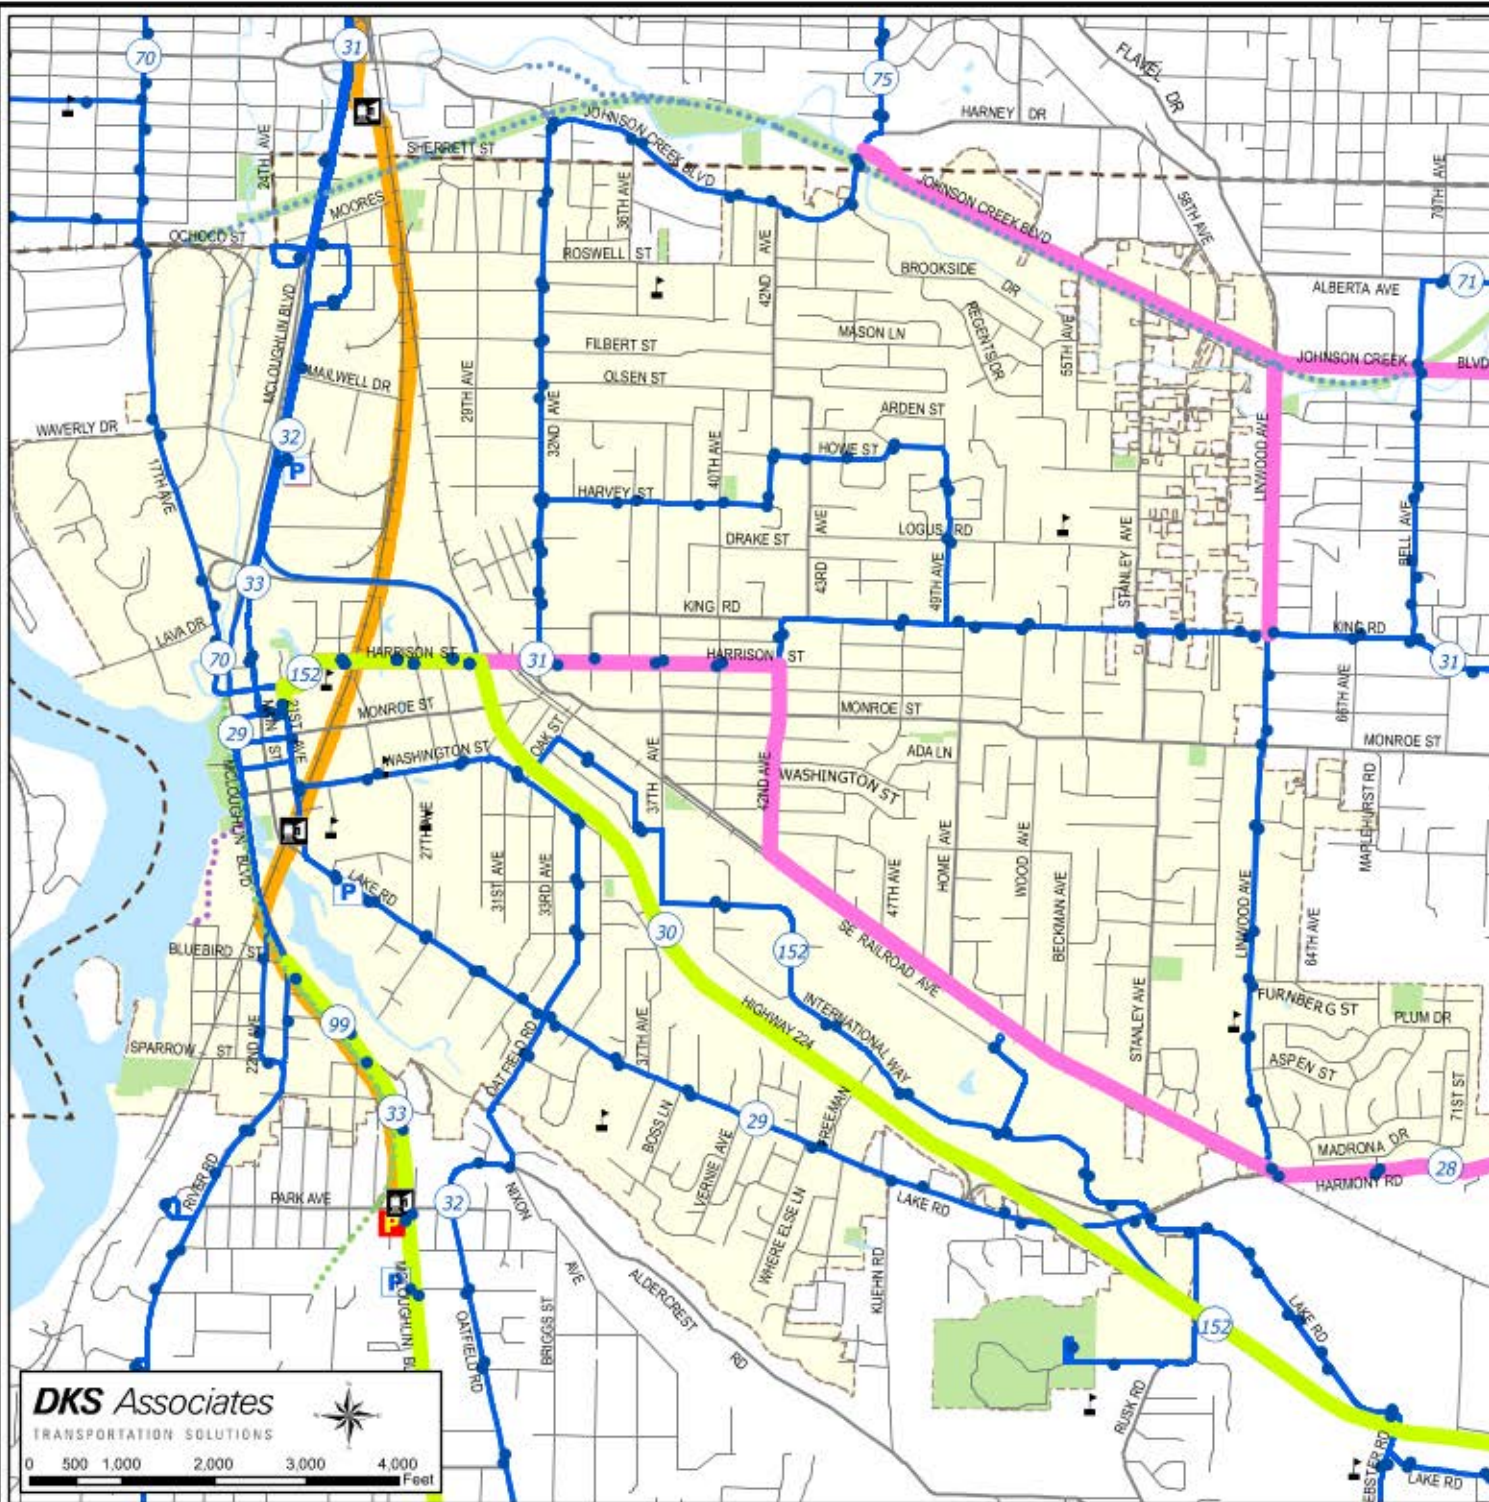 70
31
75
FLAVEL
DR
HARNEY DR
24TH AVE
SHERRETT ST
JOHNSON CREEK BLVD
MOORES
36TH AVE
JOHNSON CREEK BLVD
58TH AVE
70TH AVE
OCHOCO ST
ROSWELL ST
42ND AVE
BROOKSIDE
DR
ALBERTA AVE
71
MCLOUGHLIN BLVD
FILBERT ST
MASON LN
REGENTS DR
55TH AVE
JOHNSON CREEK BLVD
MAILWELL DR
OLSEN ST
29TH AVE
32ND AVE
ARDEN ST
WAVERLY DR
32
P
HOWE ST
40TH AVE
LINWOOD AVE
17TH AVE
HARVEY ST
DRAKE ST
43RD AVE
LOGUS RD
STANLEY AVE
BELL AVE
33
49TH AVE
KING RD
KING RD
LAVA DR
70
HARRISON ST
31
HARRISON ST
31
152
66TH AVE
MONROE ST
MONROE ST
MONROE ST
29
MAIN ST
21ST AVE
WASHINGTON ST
OAK ST
37TH AVE
42ND AVE
WASHINGTON ST
ADA LN
MAPLEHURST RD
MCLOUGHLIN BLVD
27TH AVE
LAKE RD
P
31ST AVE
33RD AVE
47TH AVE
HOME AVE
WOOD AVE
BECKMAN AVE
LINWOOD AVE
64TH AVE
BLUEBIRD ST
30
152
SE RAILROAD AVE
99
22ND AVE
SPARROW ST
37TH AVE
HIGHWAY 224
INTERNATIONAL WAY
STANLEY AVE
FURNBERG ST
PLUM DR
OATFIELD RD
ASPEN ST
71ST ST
33
29
BOSS LN
VERNIE AVE
FREEMAN
MADRONA DR
28
HARMONY RD
RIVER RD
PARK AVE
32
NIXON
AVE
LAKE RD
P
WHERE ELSE LN
KUEHN RD
P
MCLOUGHLIN BL
OATFIELD RD
BRIGGS ST
ALDERCREST
RD
152
LAKE RD
RUSK RD
EBSTER RD
LAKE RD
DKS Associates
TRANSPORTATION SOLUTIONS
0 500 1,000 2,000 3,000 4,000
Feet